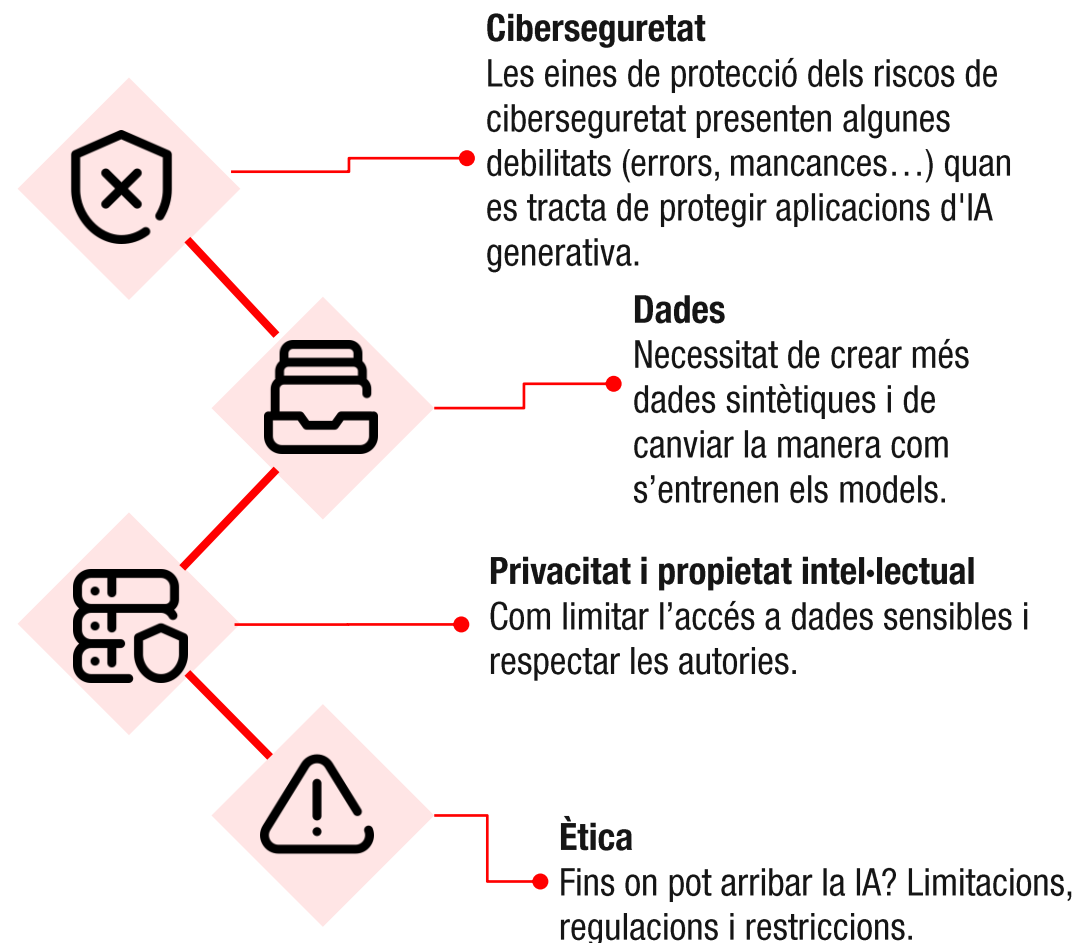 Ciberseguretat
Les eines de protecció dels riscos de
ciberseguretat presenten algunes
debilitats (errors, mancances…) quan
es tracta de protegir aplicacions d'IA
generativa.
Dades
Necessitat de crear més
dades sintètiques i de
canviar la manera com
s’entrenen els models.
Privacitat i propietat intel·lectual
Com limitar l’accés a dades sensibles i
respectar les autories.
Ètica
Fins on pot arribar la IA? Limitacions,
regulacions i restriccions.